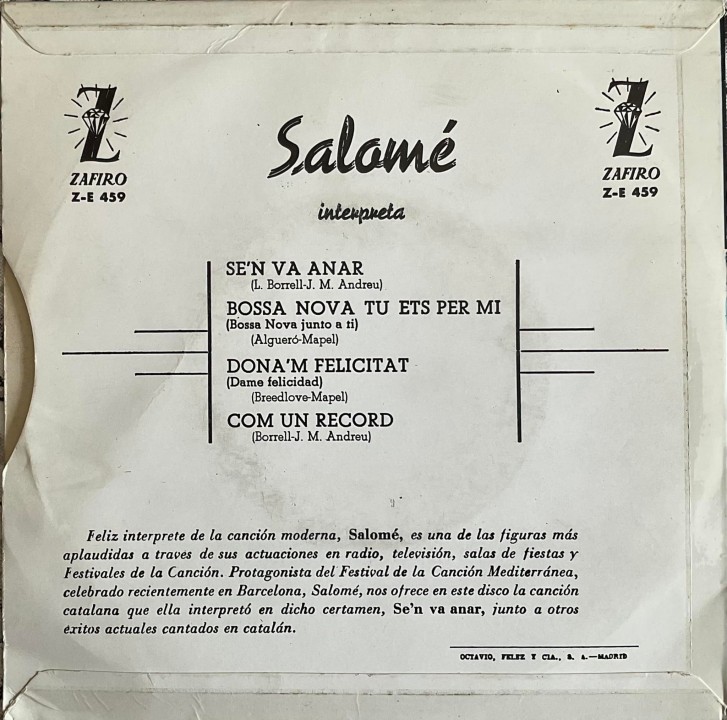 Z
ZAFIRO
Z-E 459
Salomé
interpreta
Z
ZAFIRO
Z-E 459
SE'N VA ANAR
(L. Borrell-J. M. Andreu)
BOSSA NOVA TU ETS PER MI
(Bossa Nova junto a ti)
(Algueró-Mapel)
DONA'M FELICITAT
(Dame felicidad)
(Breedlove-Mapel)
COM UN RECORD
(Borrell-J. M. Andreu)
Feliz interprete de la canción moderna, Salomé, es una de las figuras más
aplaudidas a traves de sus actuaciones en radio, televisión, salas de fiestas y
Festivales de la Canción. Protagonista del Festival de la Canción Mediterránea,
celebrado recientemente en Barcelona, Salomé, nos ofrece en este disco la canción
catalana que ella interpretó en dicho certamen, Se'n va anar, junto a otros
éxitos actuales cantados en catalán.
OCTAVIO, FELEZ Y CIA., S. A.—MADRID